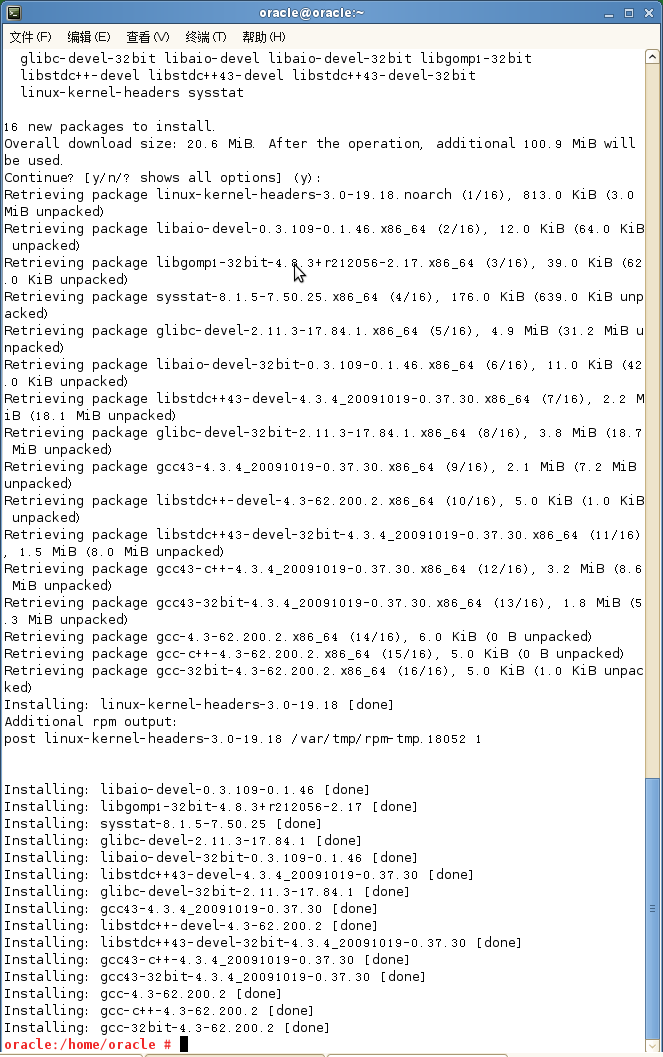 oracle@oracle:~
文件(F) 编辑(E) 查看(V) 终端(T) 帮助(H)
glibc-devel-32bit libaio-devel libaio-devel-32bit libgomp1-32bit
libstdc++-devel libstdc++43-devel libstdc++43-devel-32bit
linux-kernel-headers sysstat
16 new packages to install.
Overall download size: 20.6 MiB. After the operation, additional 100.9 MiB will
be used.
Continue? [y/n/? shows all options] (y):
Retrieving package linux-kernel-headers-3.0-19.18.noarch (1/16), 813.0 KiB (3.0
MiB unpacked)
Retrieving package libaio-devel-0.3.109-0.1.46.x86_64 (2/16), 12.0 KiB (64.0 KiB
unpacked)
Retrieving package libgomp1-32bit-4.8.3+r212056-2.17.x86_64 (3/16), 39.0 KiB (62
.0 KiB unpacked)
Retrieving package sysstat-8.1.5-7.50.25.x86_64 (4/16), 176.0 KiB (639.0 KiB unp
acked)
Retrieving package glibc-devel-2.11.3-17.84.1.x86_64 (5/16), 4.9 MiB (31.2 MiB u
npacked)
Retrieving package libaio-devel-32bit-0.3.109-0.1.46.x86_64 (6/16), 11.0 KiB (42
.0 KiB unpacked)
Retrieving package libstdc++43-devel-4.3.4_20091019-0.37.30.x86_64 (7/16), 2.2 M
iB (18.1 MiB unpacked)
Retrieving package glibc-devel-32bit-2.11.3-17.84.1.x86_64 (8/16), 3.8 MiB (18.7
MiB unpacked)
Retrieving package gcc43-4.3.4_20091019-0.37.30.x86_64 (9/16), 2.1 MiB (7.2 MiB
unpacked)
Retrieving package libstdc++-devel-4.3-62.200.2.x86_64 (10/16), 5.0 KiB (1.0 KiB
unpacked)
Retrieving package libstdc++43-devel-32bit-4.3.4_20091019-0.37.30.x86_64 (11/16)
, 1.5 MiB (8.0 MiB unpacked)
Retrieving package gcc43-c++-4.3.4_20091019-0.37.30.x86_64 (12/16), 3.2 MiB (8.6
MiB unpacked)
Retrieving package gcc43-32bit-4.3.4_20091019-0.37.30.x86_64 (13/16), 1.8 MiB (5
.3 MiB unpacked)
Retrieving package gcc-4.3-62.200.2.x86_64 (14/16), 6.0 KiB (0 B unpacked)
Retrieving package gcc-c++-4.3-62.200.2.x86_64 (15/16), 5.0 KiB (0 B unpacked)
Retrieving package gcc-32bit-4.3-62.200.2.x86_64 (16/16), 5.0 KiB (1.0 KiB unpac
ked)
Installing: linux-kernel-headers-3.0-19.18 [done]
Additional rpm output:
post linux-kernel-headers-3.0-19.18 /var/tmp/rpm-tmp.18052 1
Installing: libaio-devel-0.3.109-0.1.46 [done]
Installing: libgomp1-32bit-4.8.3+r212056-2.17 [done]
Installing: sysstat-8.1.5-7.50.25 [done]
Installing: glibc-devel-2.11.3-17.84.1 [done]
Installing: libaio-devel-32bit-0.3.109-0.1.46 [done]
Installing: libstdc++43-devel-4.3.4_20091019-0.37.30 [done]
Installing: glibc-devel-32bit-2.11.3-17.84.1 [done]
Installing: gcc43-4.3.4_20091019-0.37.30 [done]
Installing: libstdc++-devel-4.3-62.200.2 [done]
Installing: libstdc++43-devel-32bit-4.3.4_20091019-0.37.30 [done]
Installing: gcc43-c++-4.3.4_20091019-0.37.30 [done]
Installing: gcc43-32bit-4.3.4_20091019-0.37.30 [done]
Installing: gcc-4.3-62.200.2 [done]
Installing: gcc-c++-4.3-62.200.2 [done]
Installing: gcc-32bit-4.3-62.200.2 [done]
oracle:/home/oracle #